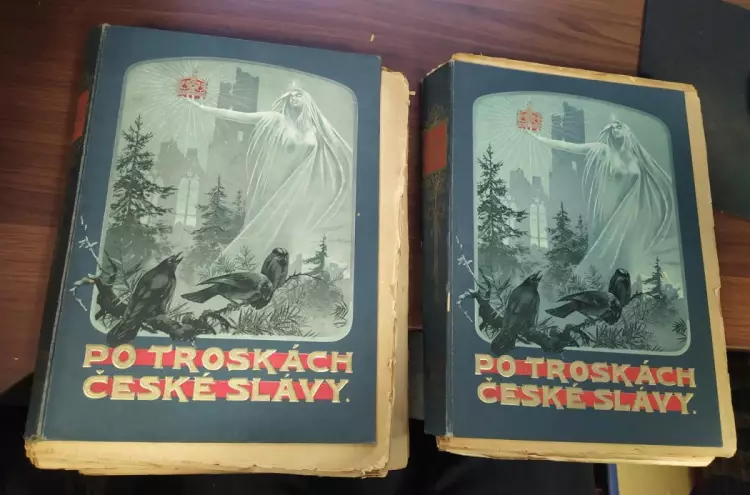 PO TROSKÁCH
ČESKÉ SLÁVY.
PO TROSKÁCH
ČESKÉ SLÁVY.